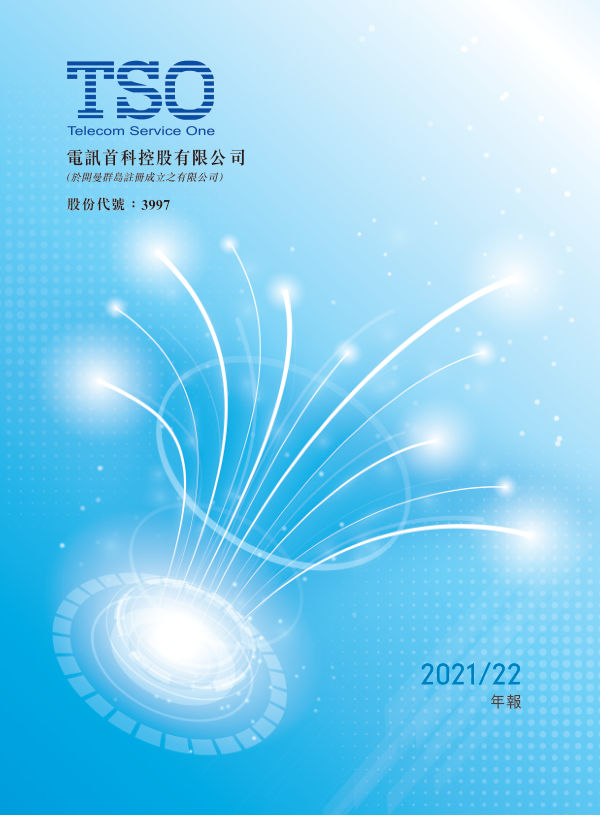 TSO
Telecom Service One
電訊首科控股有限公司
(於開曼群島註冊成立之有限公司)
股份代號：3997
2021/22
年報